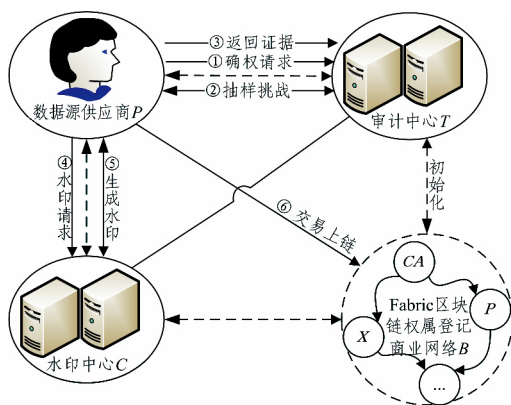 ③返回证据
①确权请求
②抽样挑战
数据源供应商P
审计中心T
④水印请求
⑤生成水印
初始化
⑥交易上链
CA
P
X
Fabric区块
链权属登记
商业网络B
...
水印中心C